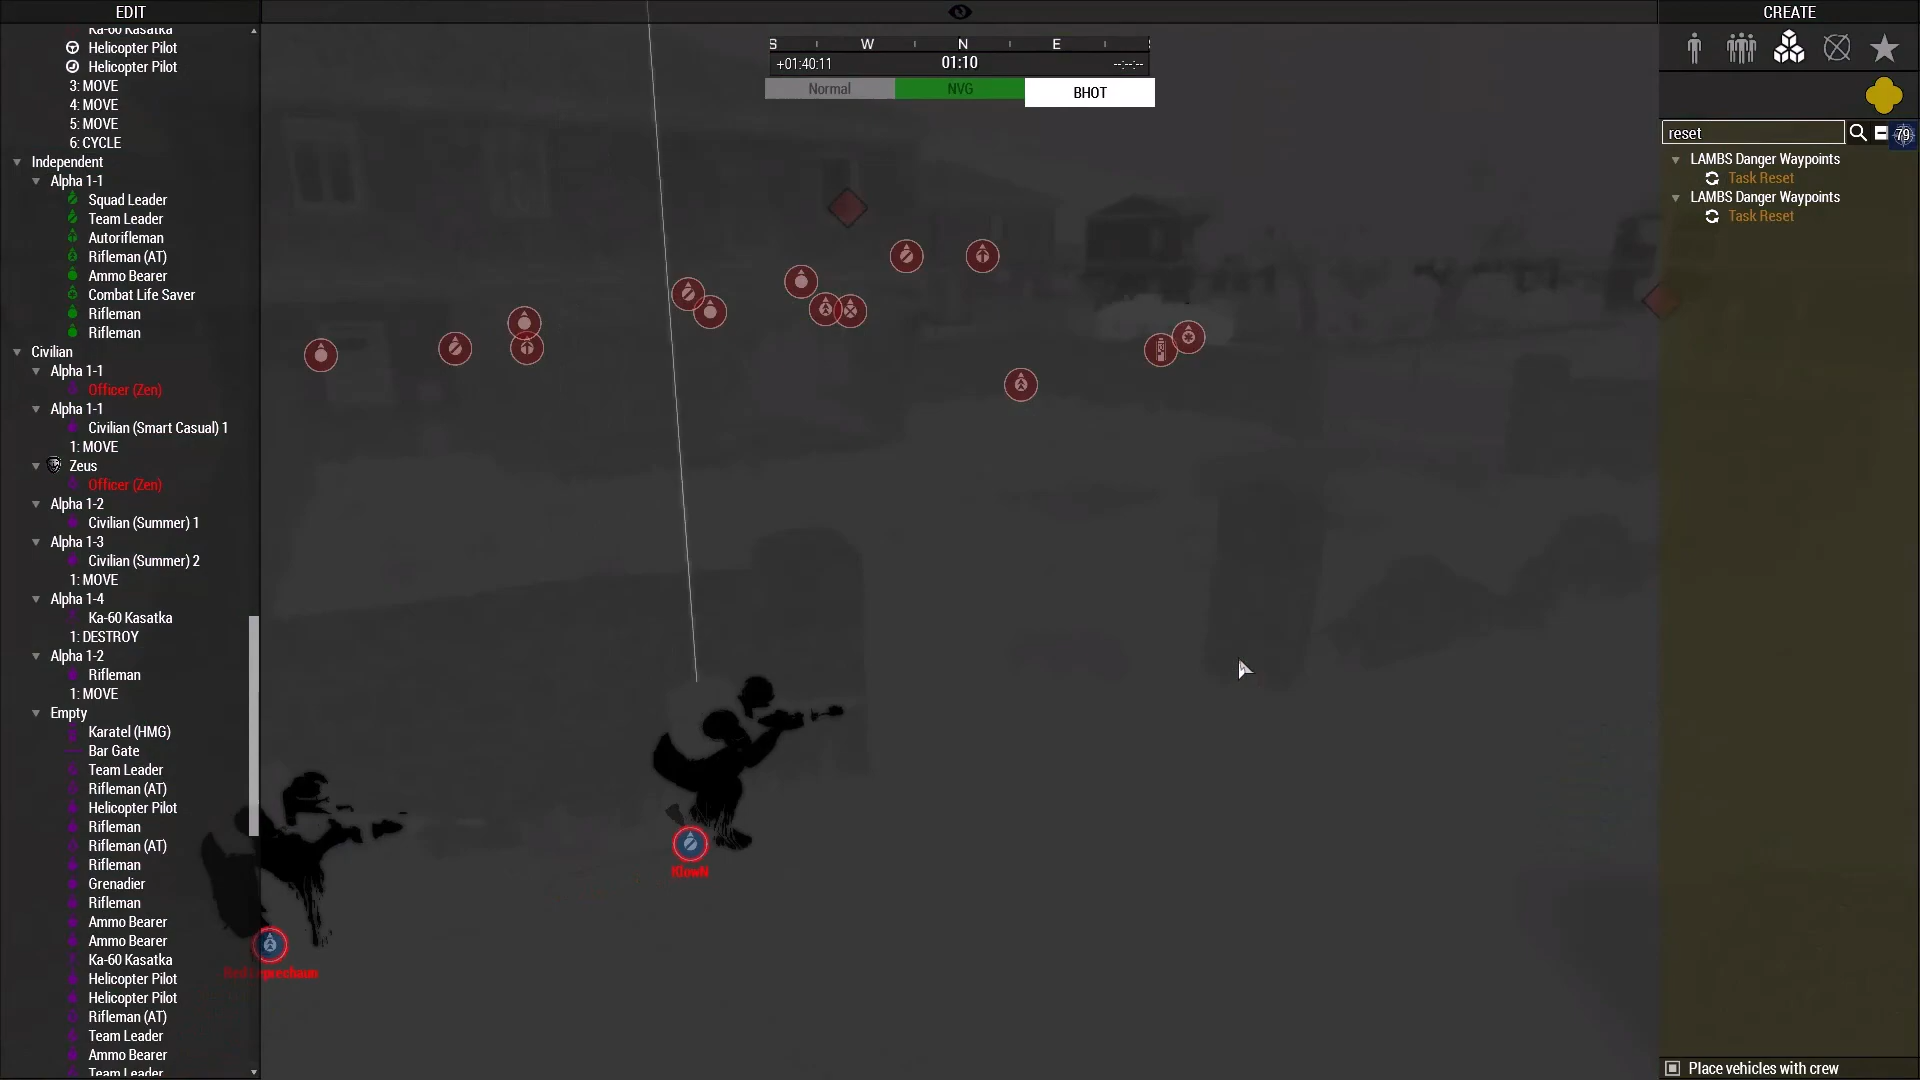 EDIT
Ka-60 Kasatka
Helicopter Pilot
Helicopter Pilot
3: MOVE
4: MOVE
5: MOVE
6: CYCLE
Independent
Alpha 1-1
Squad Leader
Team Leader
Autorifleman
Rifleman (AT)
Ammo Bearer
Combat Life Saver
Rifleman
Rifleman
Civilian
Alpha 1-1
Officer (Zen)
Alpha 1-1
Civilian (Smart Casual) 1
1: MOVE
Zeus
Officer (Zen)
Alpha 1-2
Civilian (Summer) 1
Alpha 1-3
Civilian (Summer) 2
1: MOVE
Alpha 1-4
Ka-60 Kasatka
1: DESTROY
Alpha 1-2
Rifleman
1: MOVE
Empty
Karatel (HMG)
Bar Gate
Team Leader
Rifleman (AT)
Helicopter Pilot
Rifleman
Rifleman (AT)
Rifleman
Grenadier
Rifleman
Ammo Bearer
Ammo Bearer
Ka-60 Kasatka
Helicopter Pilot
Helicopter Pilot
Rifleman (AT)
Team Leader
Ammo Bearer
Team Leader
S W N E
+01:40:11 01:10 --:--:--
Normal NVG BHOT
KlowN
CREATE
reset
79
LAMBS Danger Waypoints
Task Reset
LAMBS Danger Waypoints
Task Reset
Place vehicles with crew